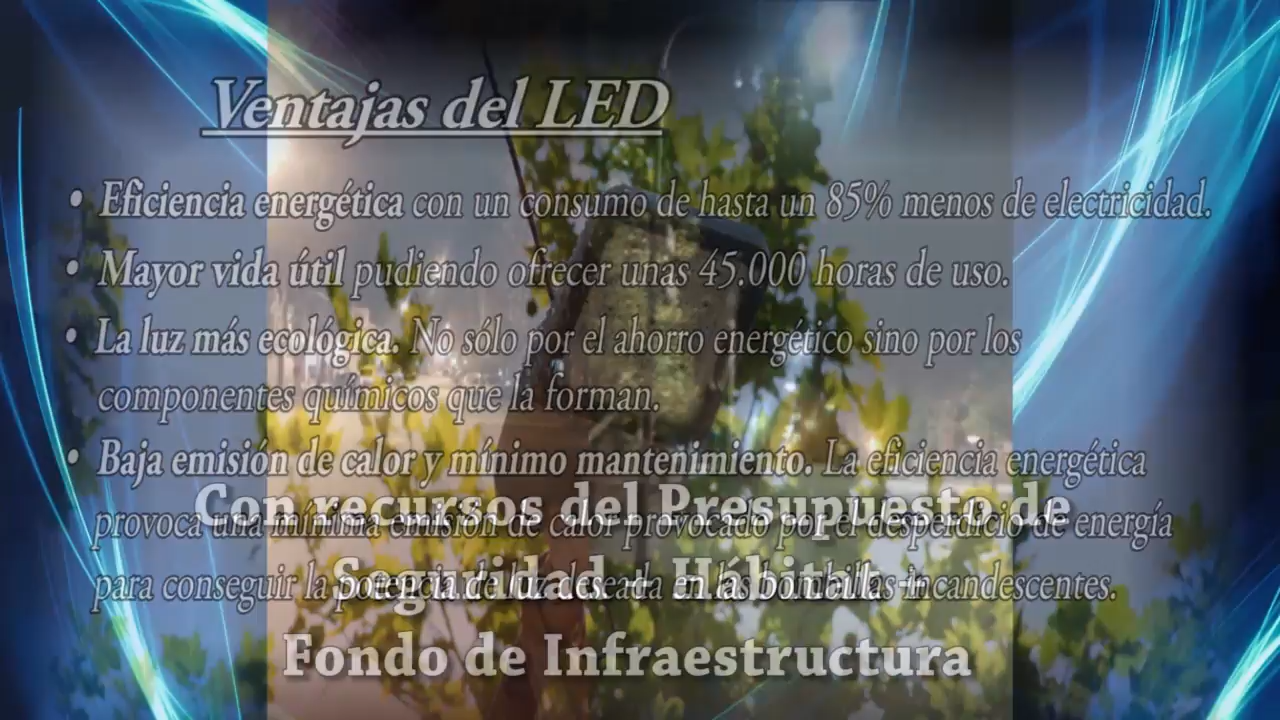 Ventajas del LED
• Eficiencia energética con un consumo de hasta un 85% menos de electricidad.
• Mayor vida útil pudiendo ofrecer unas 45.000 horas de uso.
• La luz más ecológica. No sólo por el ahorro energético sino por los
componentes químicos que la forman.
• Baja emisión de calor y mínimo mantenimiento. La eficiencia energética
Con recursos del Presupuesto de
provoca una mínima emisión de calor provocado por el desperdicio de energía
Seguridad + Hábitat +
para conseguir la potencia de luz deseada en las bombillas incandescentes.
Fondo de Infraestructura